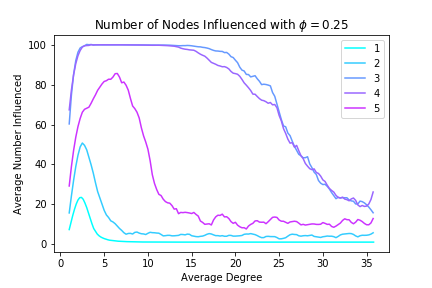 Number of Nodes Influenced with ϕ = 0.25
100
80
60
40
20
0
Average Number Influenced
1
2
3
4
5
0 5 10 15 20 25 30 35
Average Degree